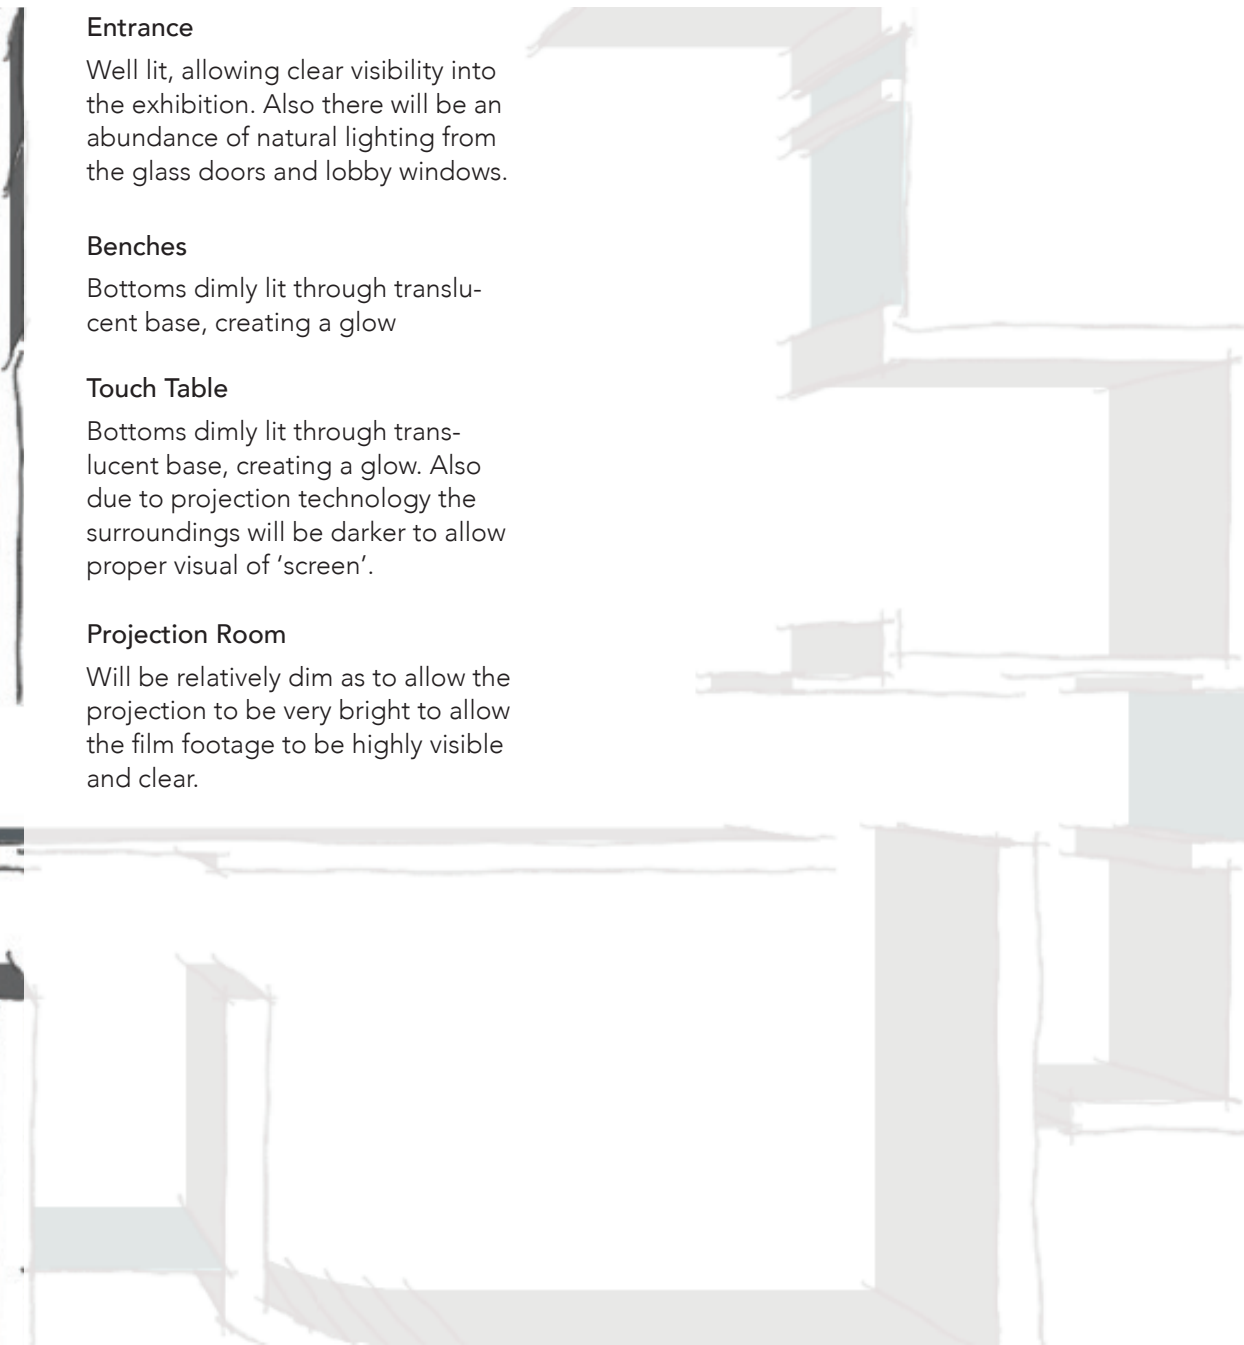 Entrance
Well lit, allowing clear visibility into
the exhibition. Also there will be an
abundance of natural lighting from
the glass doors and lobby windows.
Benches
Bottoms dimly lit through translu-
cent base, creating a glow
Touch Table
Bottoms dimly lit through trans-
lucent base, creating a glow. Also
due to projection technology the
surroundings will be darker to allow
proper visual of ‘screen’.
Projection Room
Will be relatively dim as to allow the
projection to be very bright to allow
the film footage to be highly visible
and clear.